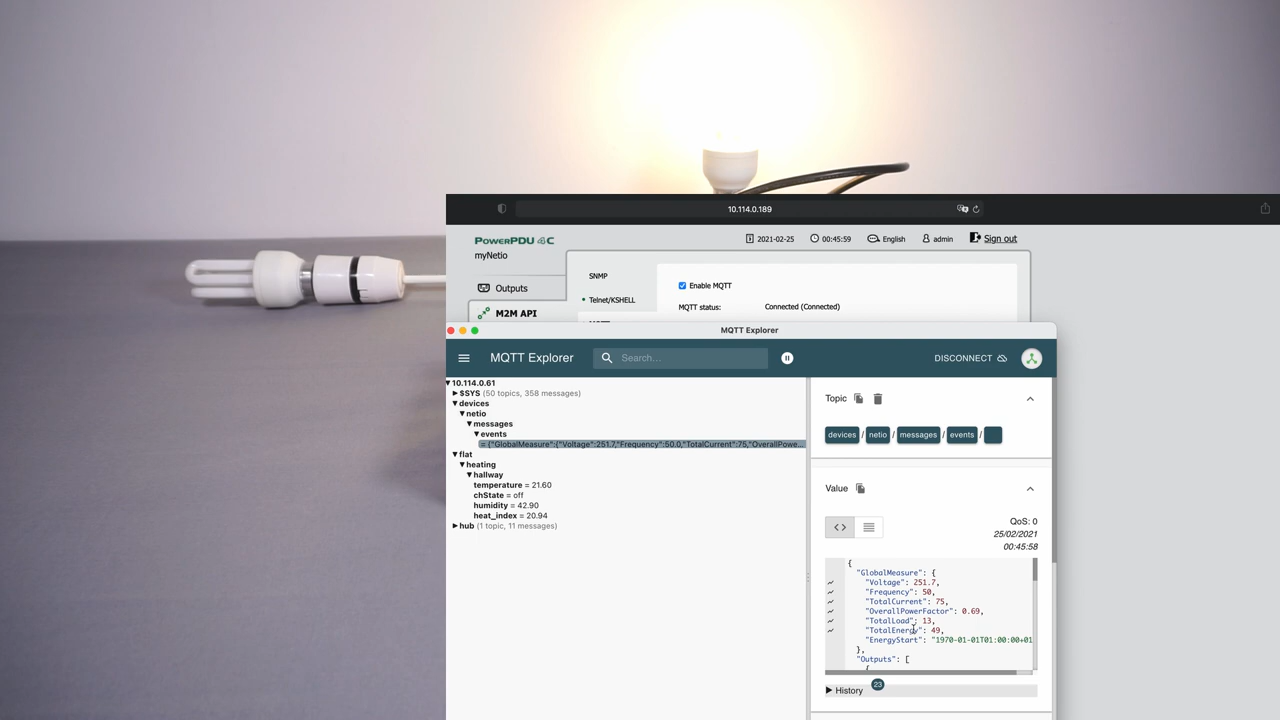 10.114.0.189
PowerPDU 4C
2021-02-25
00:45:59
English
admin
Sign out
myNetio
SNMP
Outputs
Enable MQTT
Telnet/KSHELL
MQTT status: Connected (Connected)
M2M API
MQTT Explorer
MQTT Explorer
Search...
DISCONNECT
10.114.0.61
$SYS (50 topics, 358 messages)
devices
netio
messages
events
= {"GlobalMeasure":{"Voltage":251.7,"Frequency":50.0,"TotalCurrent":75,"OverallPowe...
flat
heating
hallway
temperature = 21.60
chState = off
humidity = 42.90
heat_index = 20.94
hub (1 topic, 11 messages)
Topic
devices / netio / messages / events /
Value
QoS: 0
25/02/2021
00:45:58
{
"GlobalMeasure": {
"Voltage": 251.7,
"Frequency": 50,
"TotalCurrent": 75,
"OverallPowerFactor": 0.69,
"TotalLoad": 13,
"TotalEnergy": 49,
"EnergyStart": "1970-01-01T01:00:00+01
},
"Outputs": [
{
History
23